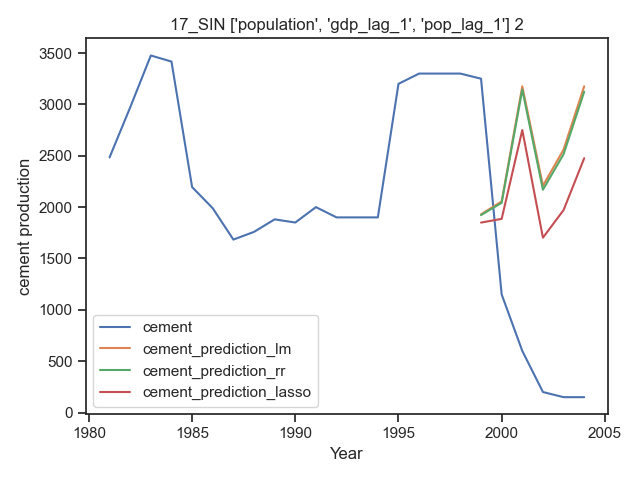 17_SIN ['population', 'gdp_lag_1', 'pop_lag_1'] 2
3500
3000
2500
2000
1500
1000
500
0
cement production
cement
cement_prediction_lm
cement_prediction_rr
cement_prediction_lasso
1980
1985
1990
1995
2000
2005
Year